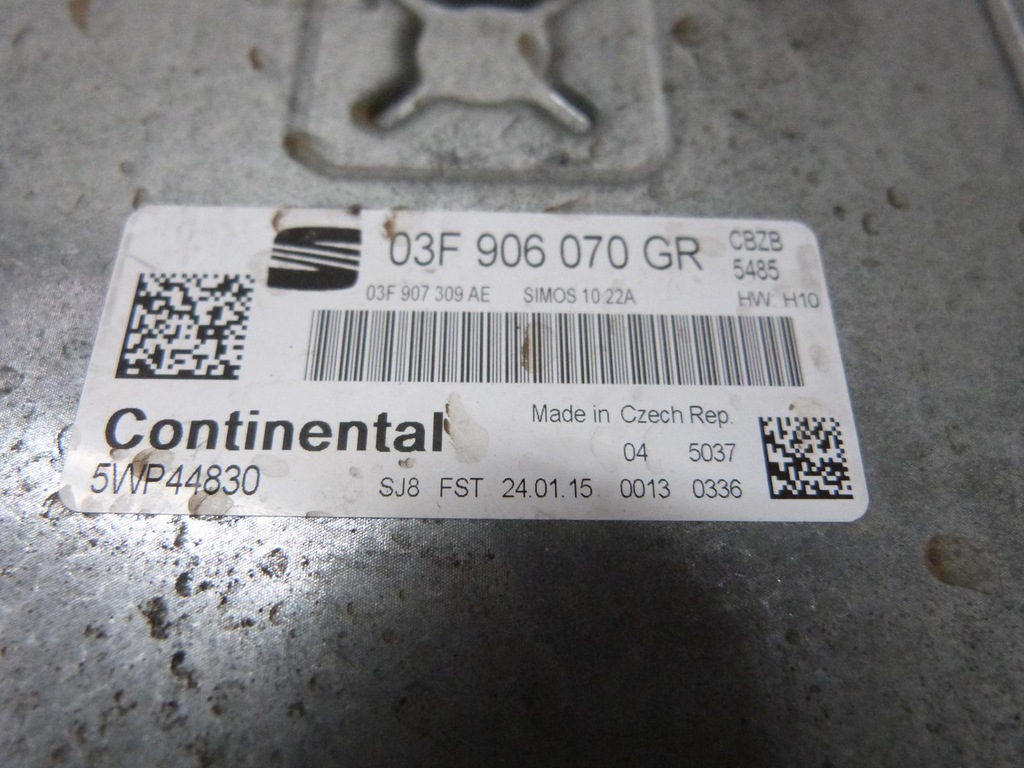 03F 906 070 GR CBZB
5485
03F 907 309 AE SIMOS 10.22A HW H10
Continental Made in Czech Rep.
04 5037
5WP44830
SJ8 FST 24.01.15 0013 0336